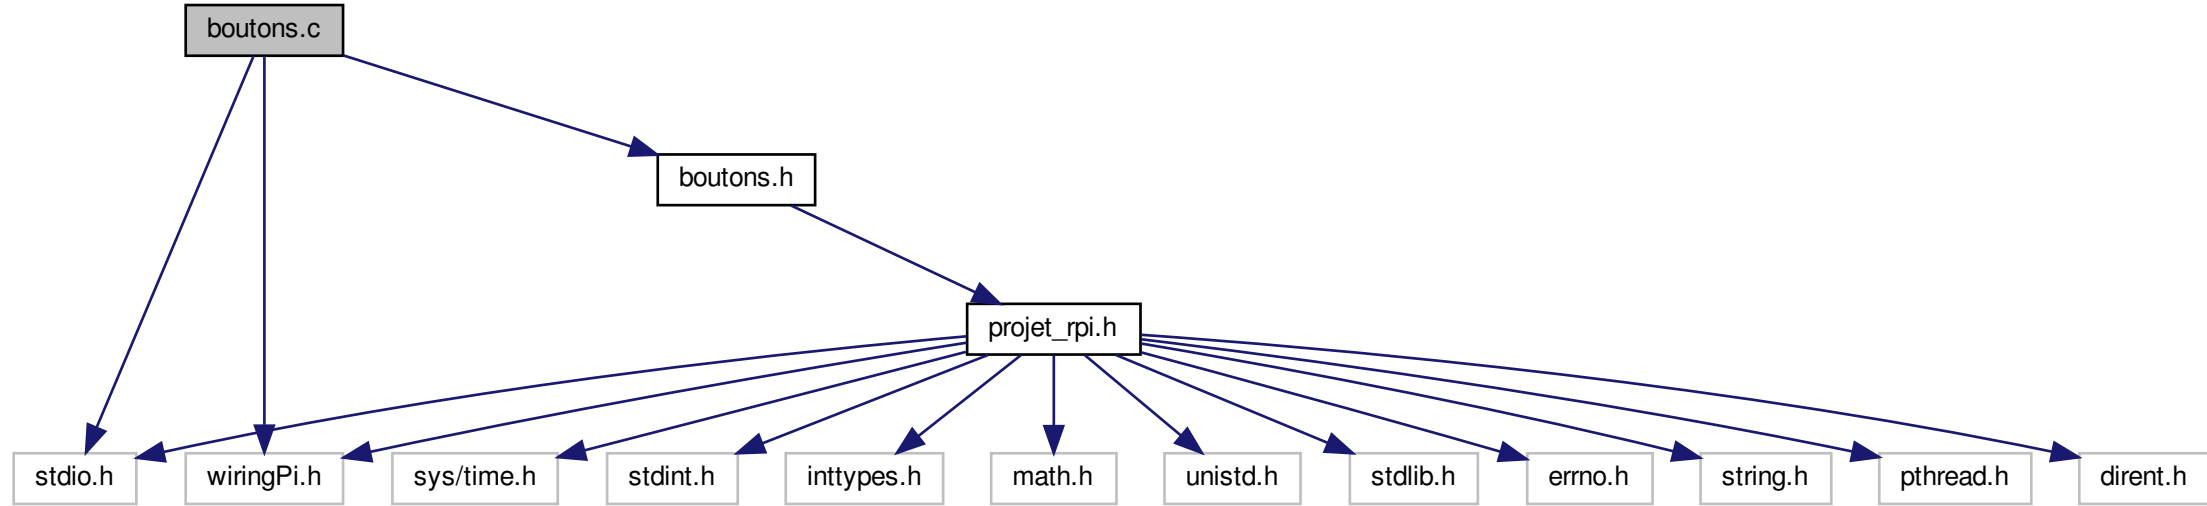 boutons.c
boutons.h
projet_rpi.h
stdio.h
wiringPi.h
sys/time.h
stdint.h
inttypes.h
math.h
unistd.h
stdlib.h
errno.h
string.h
pthread.h
dirent.h